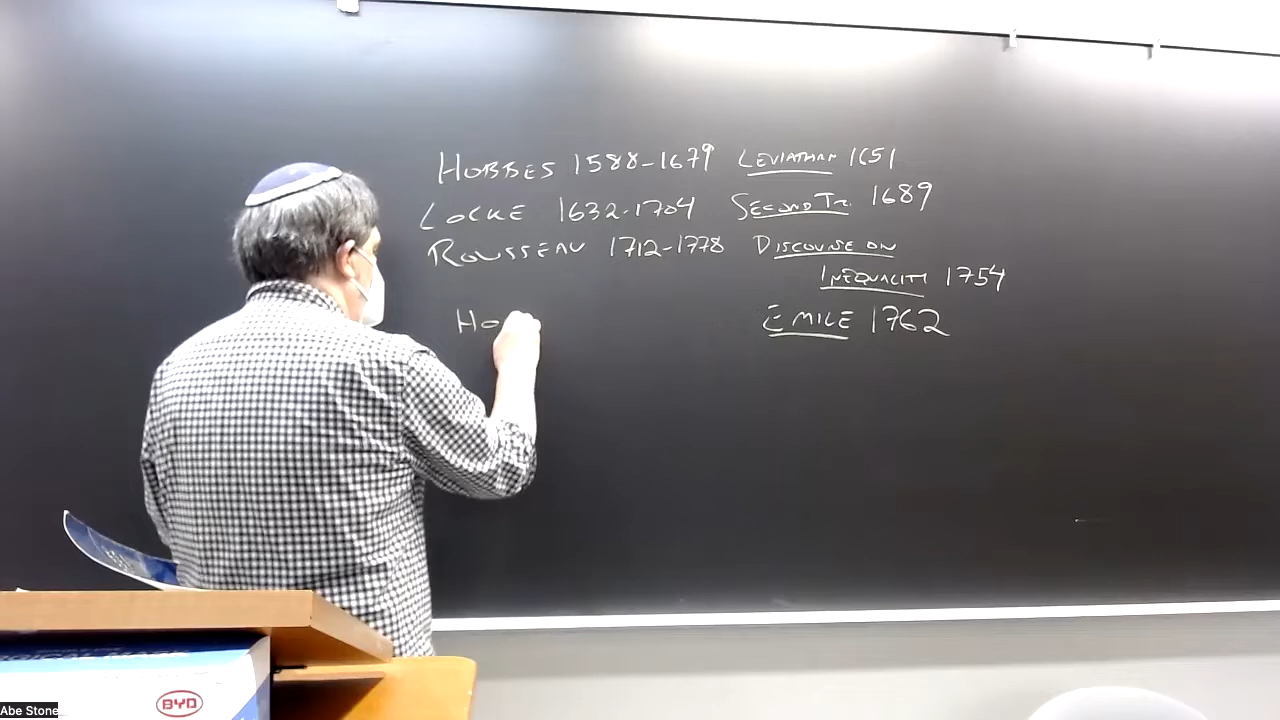 HOBBES 1588-1679 LEVIATHAN 1651
LOCKE 1632-1704 SECOND TR. 1689
ROUSSEAU 1712-1778 DISCOURSE ON
INEQUALITY 1754
HO
EMILE 1762
BYD
Abe Stone